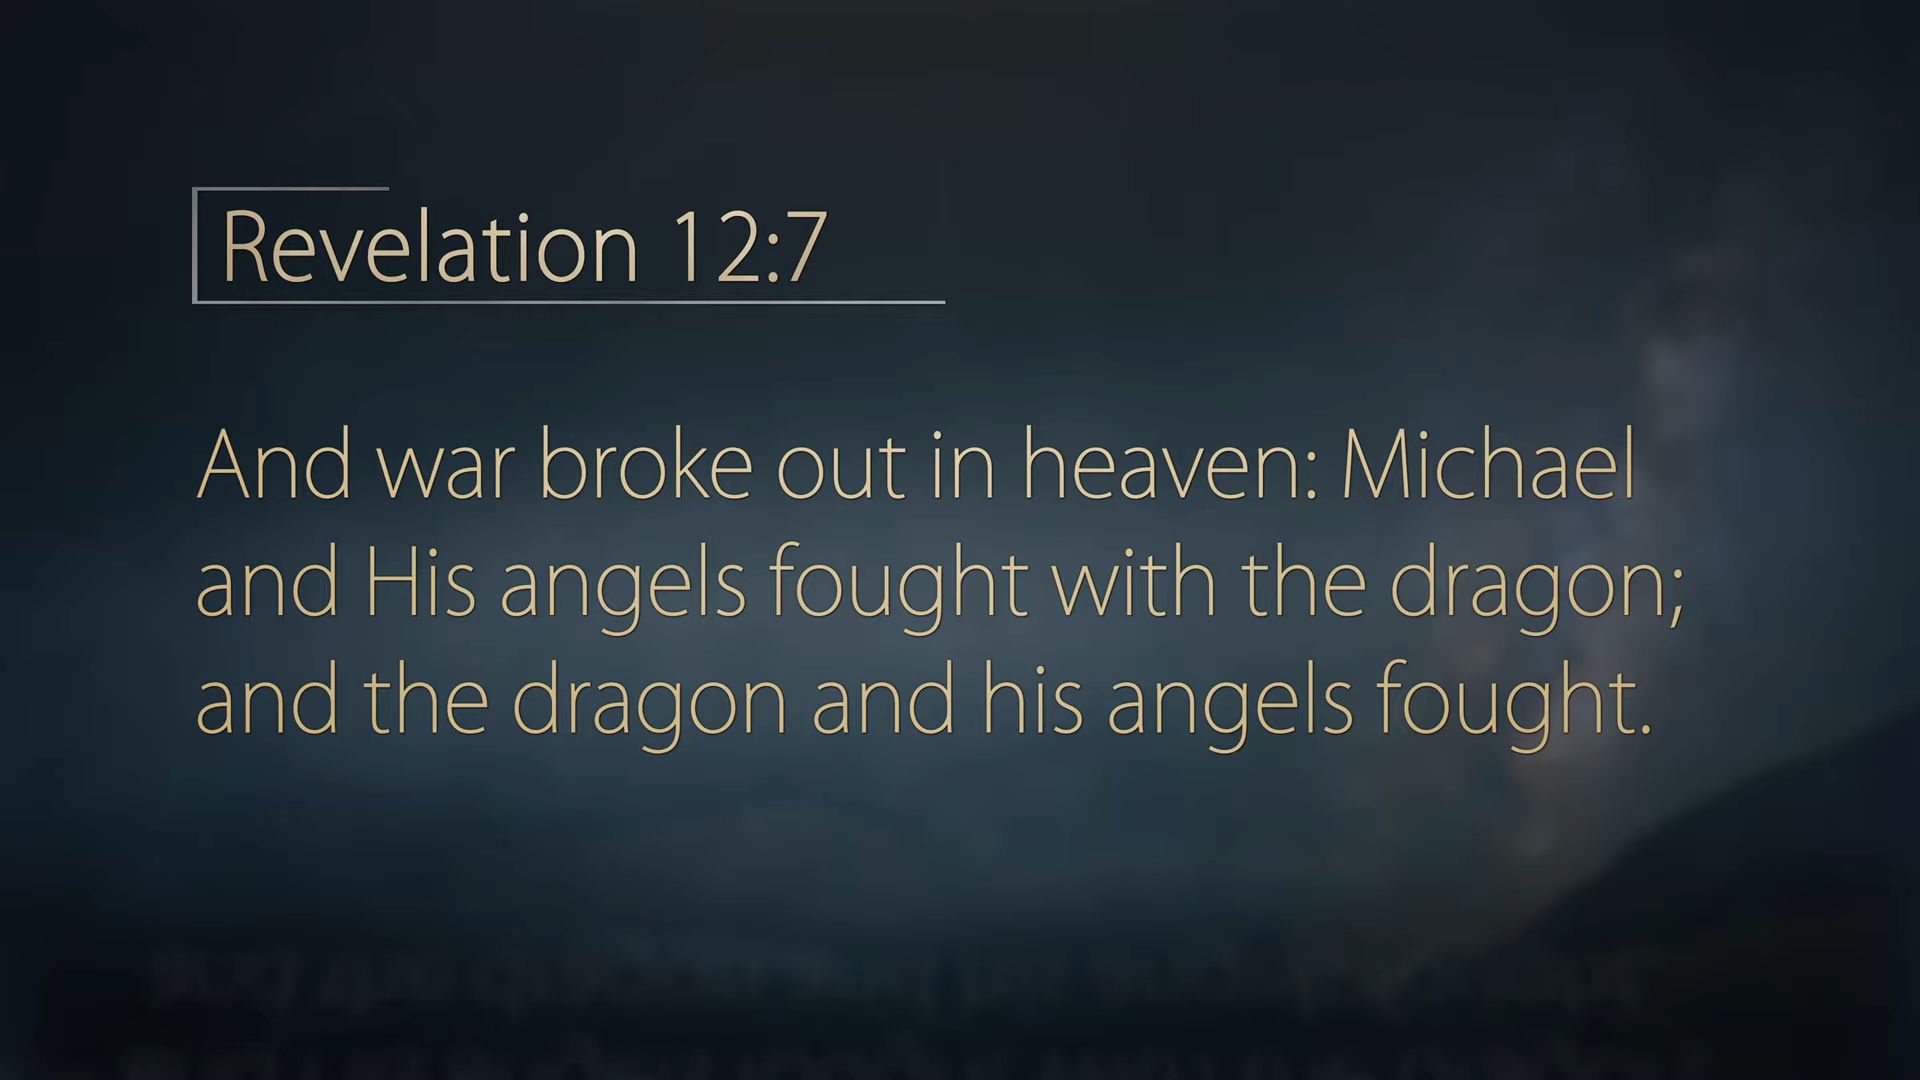 Revelation 12:7
And war broke out in heaven: Michael
and His angels fought with the dragon;
and the dragon and his angels fought.